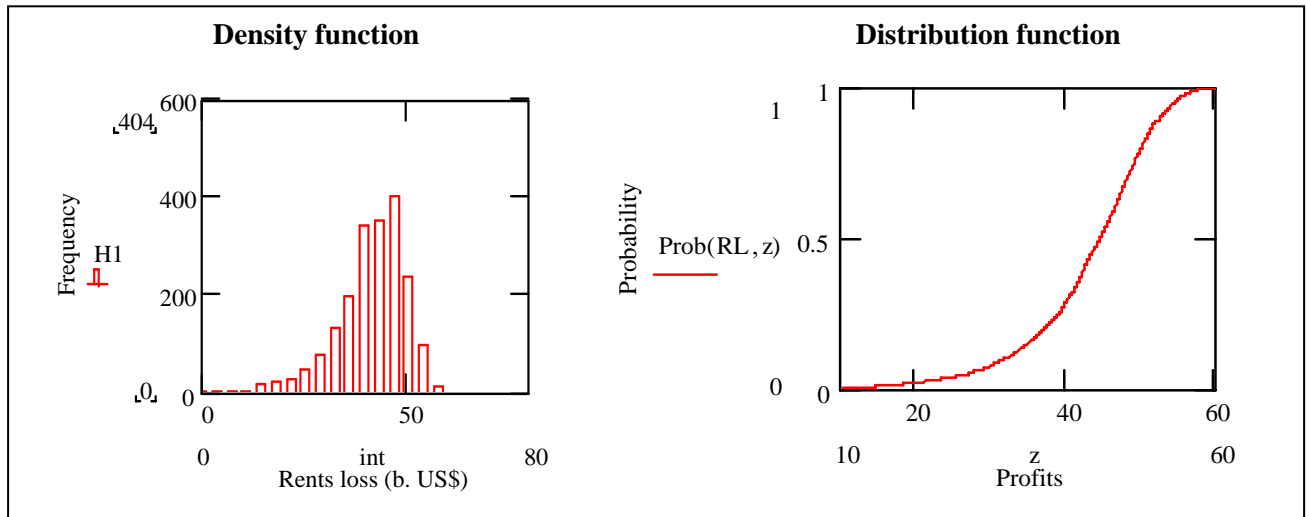 Density function
600
404
400
200
0
0
Frequency
H1
0
50
0
int
80
Rents loss (b. US$)
Distribution function
1
1
0.5
0
0
Probability
Prob(RL , z)
20
40
60
10
z
60
Profits